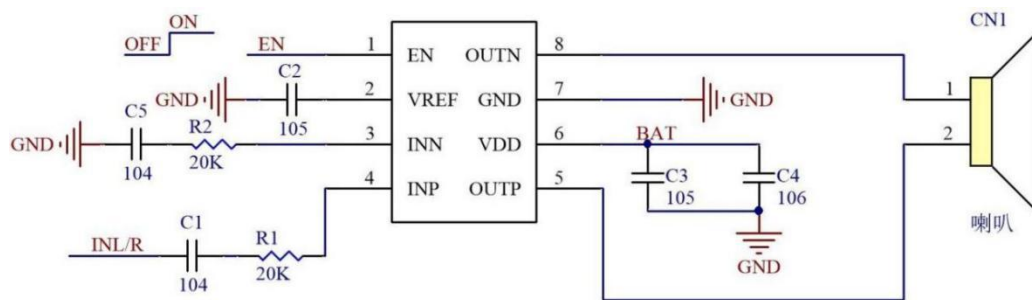 ON
OFF
EN
1
EN
OUTN
8
CN1
C2
GND
105
2
VREF
GND
7
GND
1
C5
GND
104
R2
20K
3
INN
VDD
6
BAT
2
4
INP
OUTP
5
C3
105
C4
106
C1
INL/R
104
R1
20K
GND
喇叭